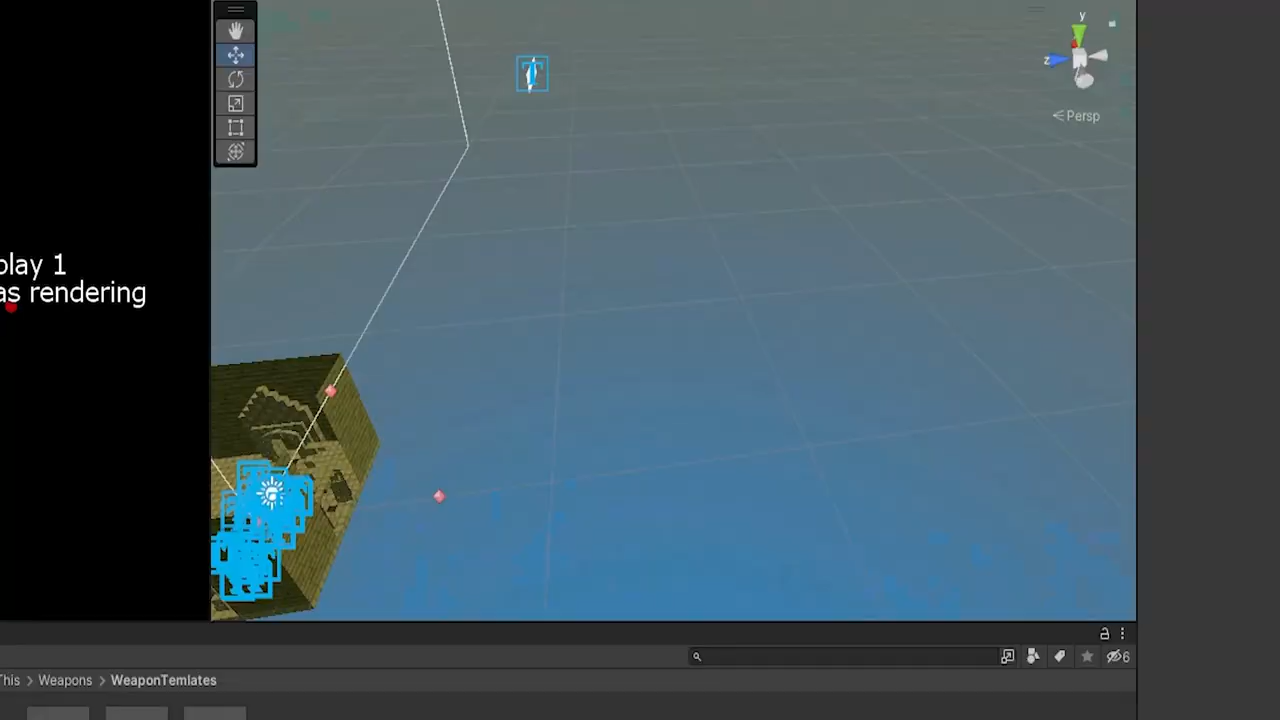 y
z
Persp
play 1
as rendering
6
This > Weapons > WeaponTemlates